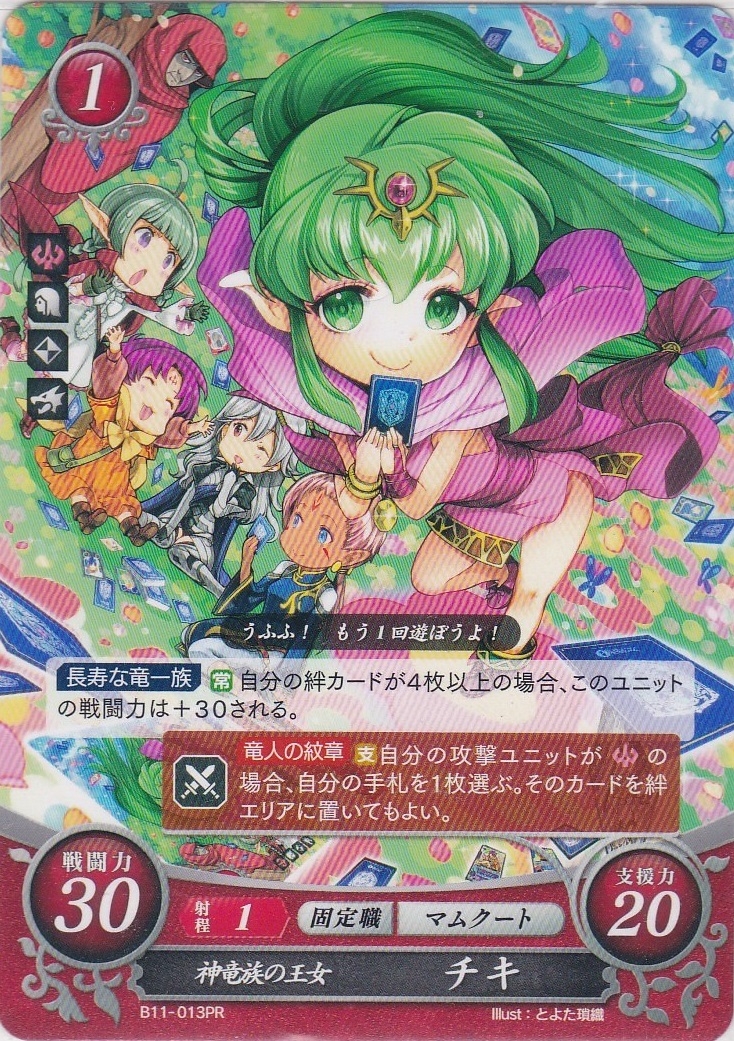 1
うふふ! もう1回遊ぼうよ!
長寿な竜一族 常 自分の絆カードが4枚以上の場合、このユニット
の戦闘力は+30される。
竜人の紋章 支 自分の攻撃ユニットが の
場合、自分の手札を1枚選ぶ。そのカードを絆
エリアに置いてもよい。
戦闘力
30
射程 1
固定職
マムクート
支援力
20
神竜族の王女 チキ
B11-013PR
Illust:とよた瑣織